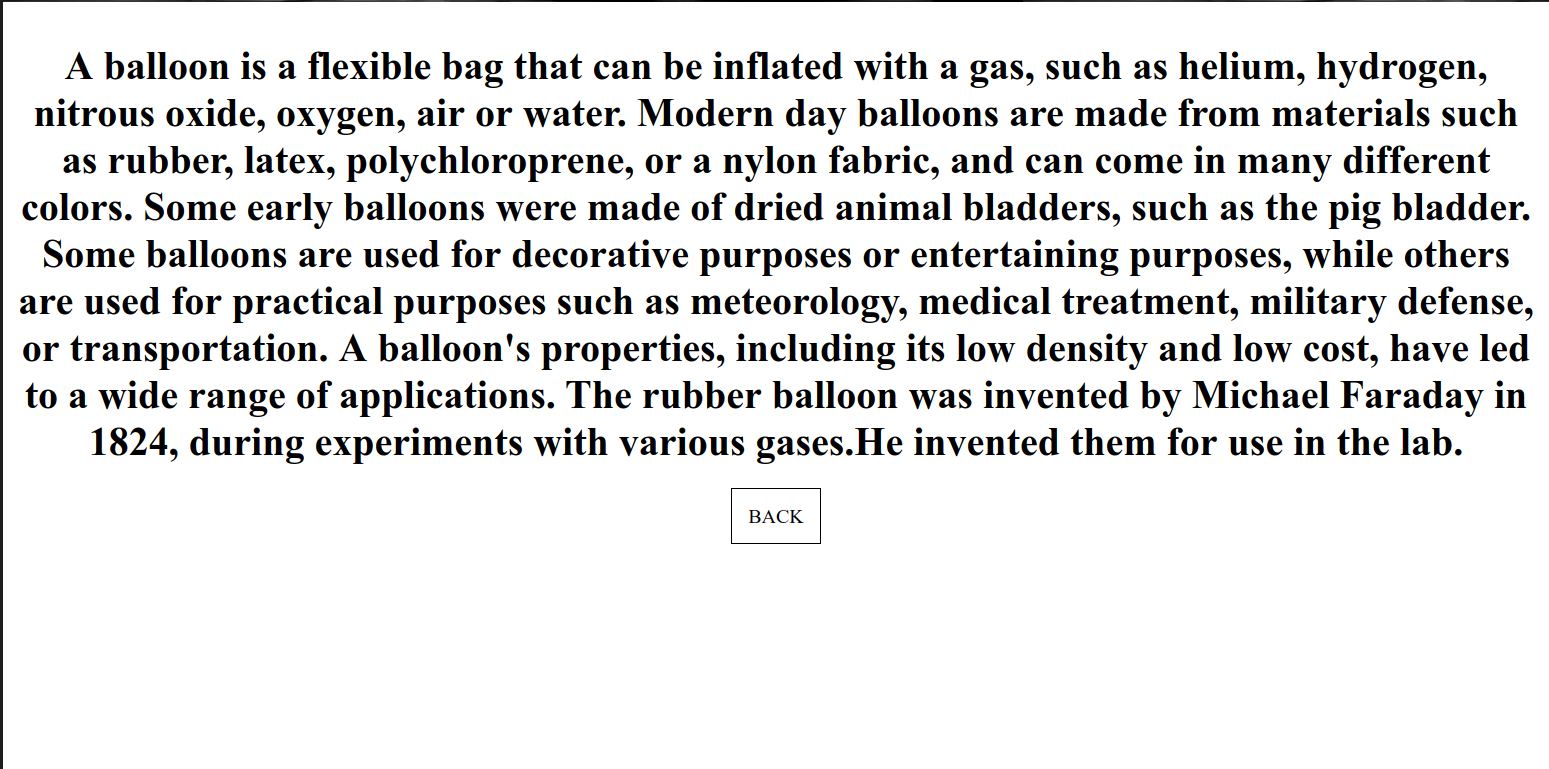 A balloon is a flexible bag that can be inflated with a gas, such as helium, hydrogen,
nitrous oxide, oxygen, air or water. Modern day balloons are made from materials such
as rubber, latex, polychloroprene, or a nylon fabric, and can come in many different
colors. Some early balloons were made of dried animal bladders, such as the pig bladder.
Some balloons are used for decorative purposes or entertaining purposes, while others
are used for practical purposes such as meteorology, medical treatment, military defense,
or transportation. A balloon's properties, including its low density and low cost, have led
to a wide range of applications. The rubber balloon was invented by Michael Faraday in
1824, during experiments with various gases.He invented them for use in the lab.
BACK